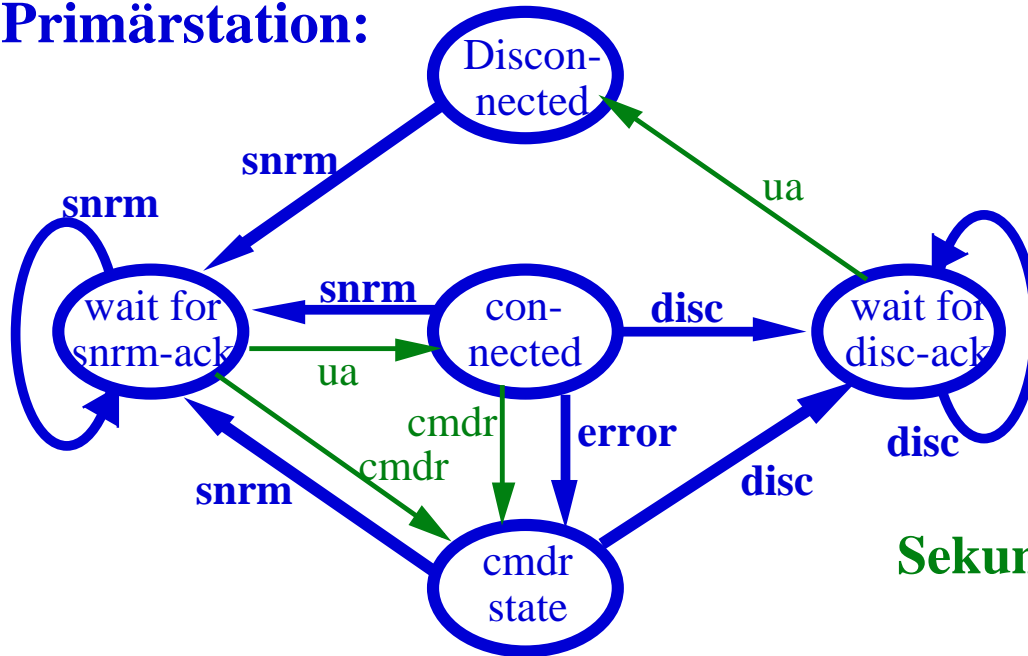 Primärstation:
Discon-
nected
snrm
ua
snrm
wait for
snrm-ack
snrm
con-
nected
disc
wait for
disc-ack
ua
cmdr
error
cmdr
disc
snrm
disc
cmdr
state
Sekun